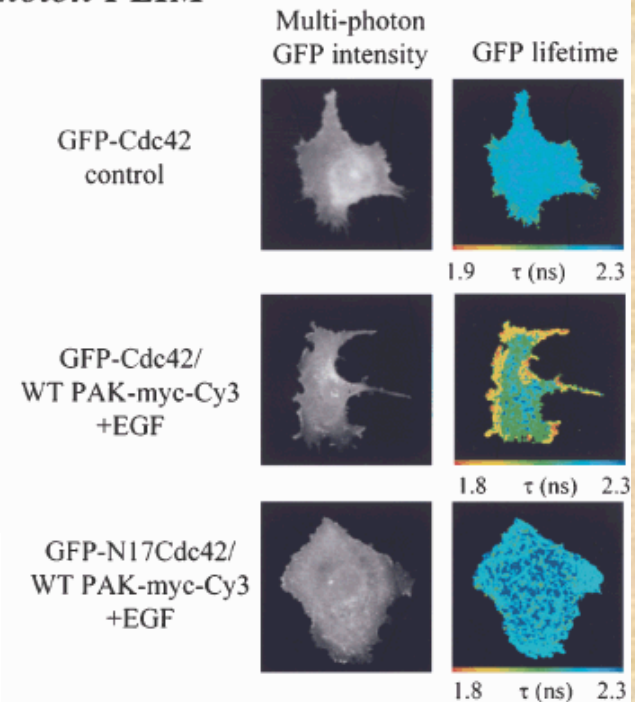 Multi-photon
GFP intensity
GFP lifetime
GFP-Cdc42
control
1.9 τ (ns) 2.3
GFP-Cdc42/
WT PAK-myc-Cy3
+EGF
1.8 τ (ns) 2.3
GFP-N17Cdc42/
WT PAK-myc-Cy3
+EGF
1.8 τ (ns) 2.3